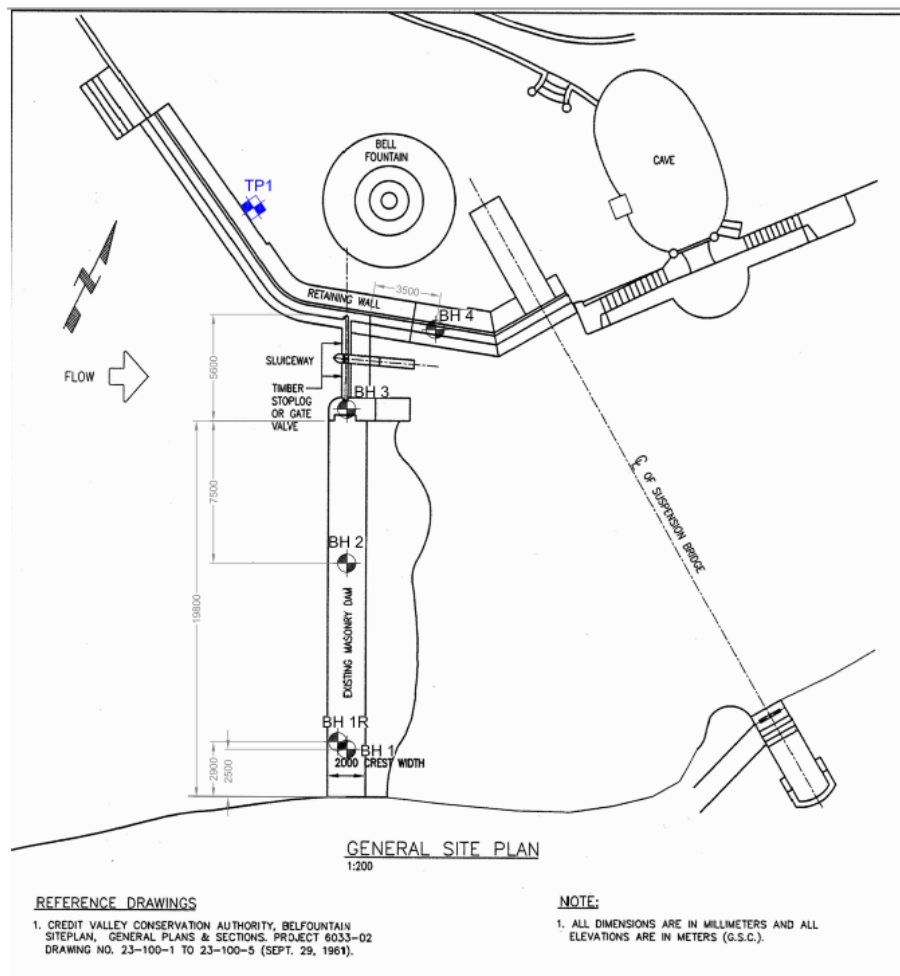 BELL
FOUNTAIN
CAVE
TP1
3500
RETAINING WALL
BH 4
SLUICEWAY
5600
FLOW
TIMBER
STOPLOG
OR GATE
VALVE
BH 3
7500
℄ OF SUSPENSION BRIDGE
BH 2
19800
EXISTING MASONRY DAM
BH 1R
BH 1
2000 CREST WIDTH
2900
2500
GENERAL SITE PLAN
1:200
REFERENCE DRAWINGS
1. CREDIT VALLEY CONSERVATION AUTHORITY, BELFOUNTAIN
SITEPLAN, GENERAL PLANS & SECTIONS. PROJECT 6033-02
DRAWING NO. 23-100-1 TO 23-100-5 (SEPT. 29, 1961).
NOTE:
1. ALL DIMENSIONS ARE IN MILLIMETERS AND ALL
ELEVATIONS ARE IN METERS (G.S.C.).